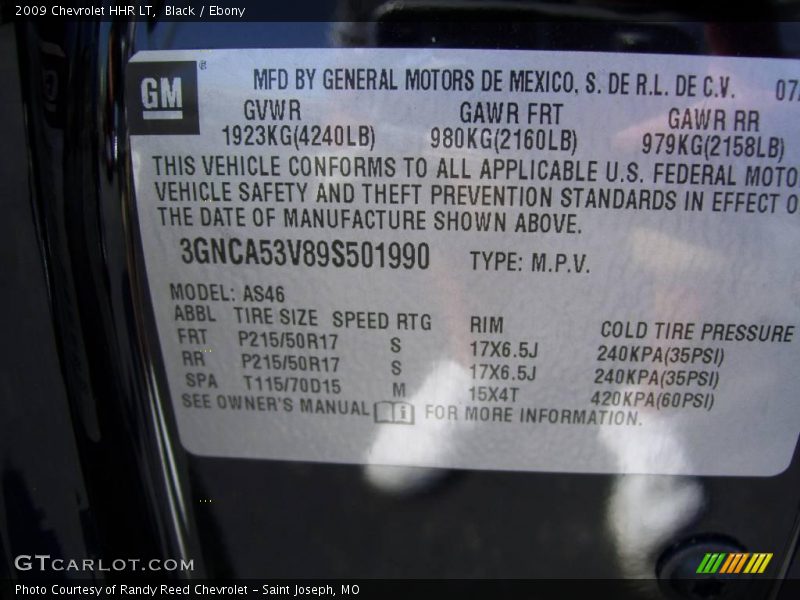 2009 Chevrolet HHR LT, Black / Ebony
GM®
MFD BY GENERAL MOTORS DE MEXICO, S. DE R.L. DE C.V. 07
GVWR GAWR FRT GAWR RR
1923KG(4240LB) 980KG(2160LB) 979KG(2158LB)
THIS VEHICLE CONFORMS TO ALL APPLICABLE U.S. FEDERAL MOTO
VEHICLE SAFETY AND THEFT PREVENTION STANDARDS IN EFFECT O
THE DATE OF MANUFACTURE SHOWN ABOVE.
3GNCA53V89S501990 TYPE: M.P.V.
MODEL: AS46
ABBL TIRE SIZE SPEED RTG RIM COLD TIRE PRESSURE
FRT P215/50R17 S 17X6.5J 240KPA(35PSI)
RR P215/50R17 S 17X6.5J 240KPA(35PSI)
SPA T115/70D15 M 15X4T 420KPA(60PSI)
SEE OWNER'S MANUAL FOR MORE INFORMATION.
GTCARLOT.COM
Photo Courtesy of Randy Reed Chevrolet - Saint Joseph, MO